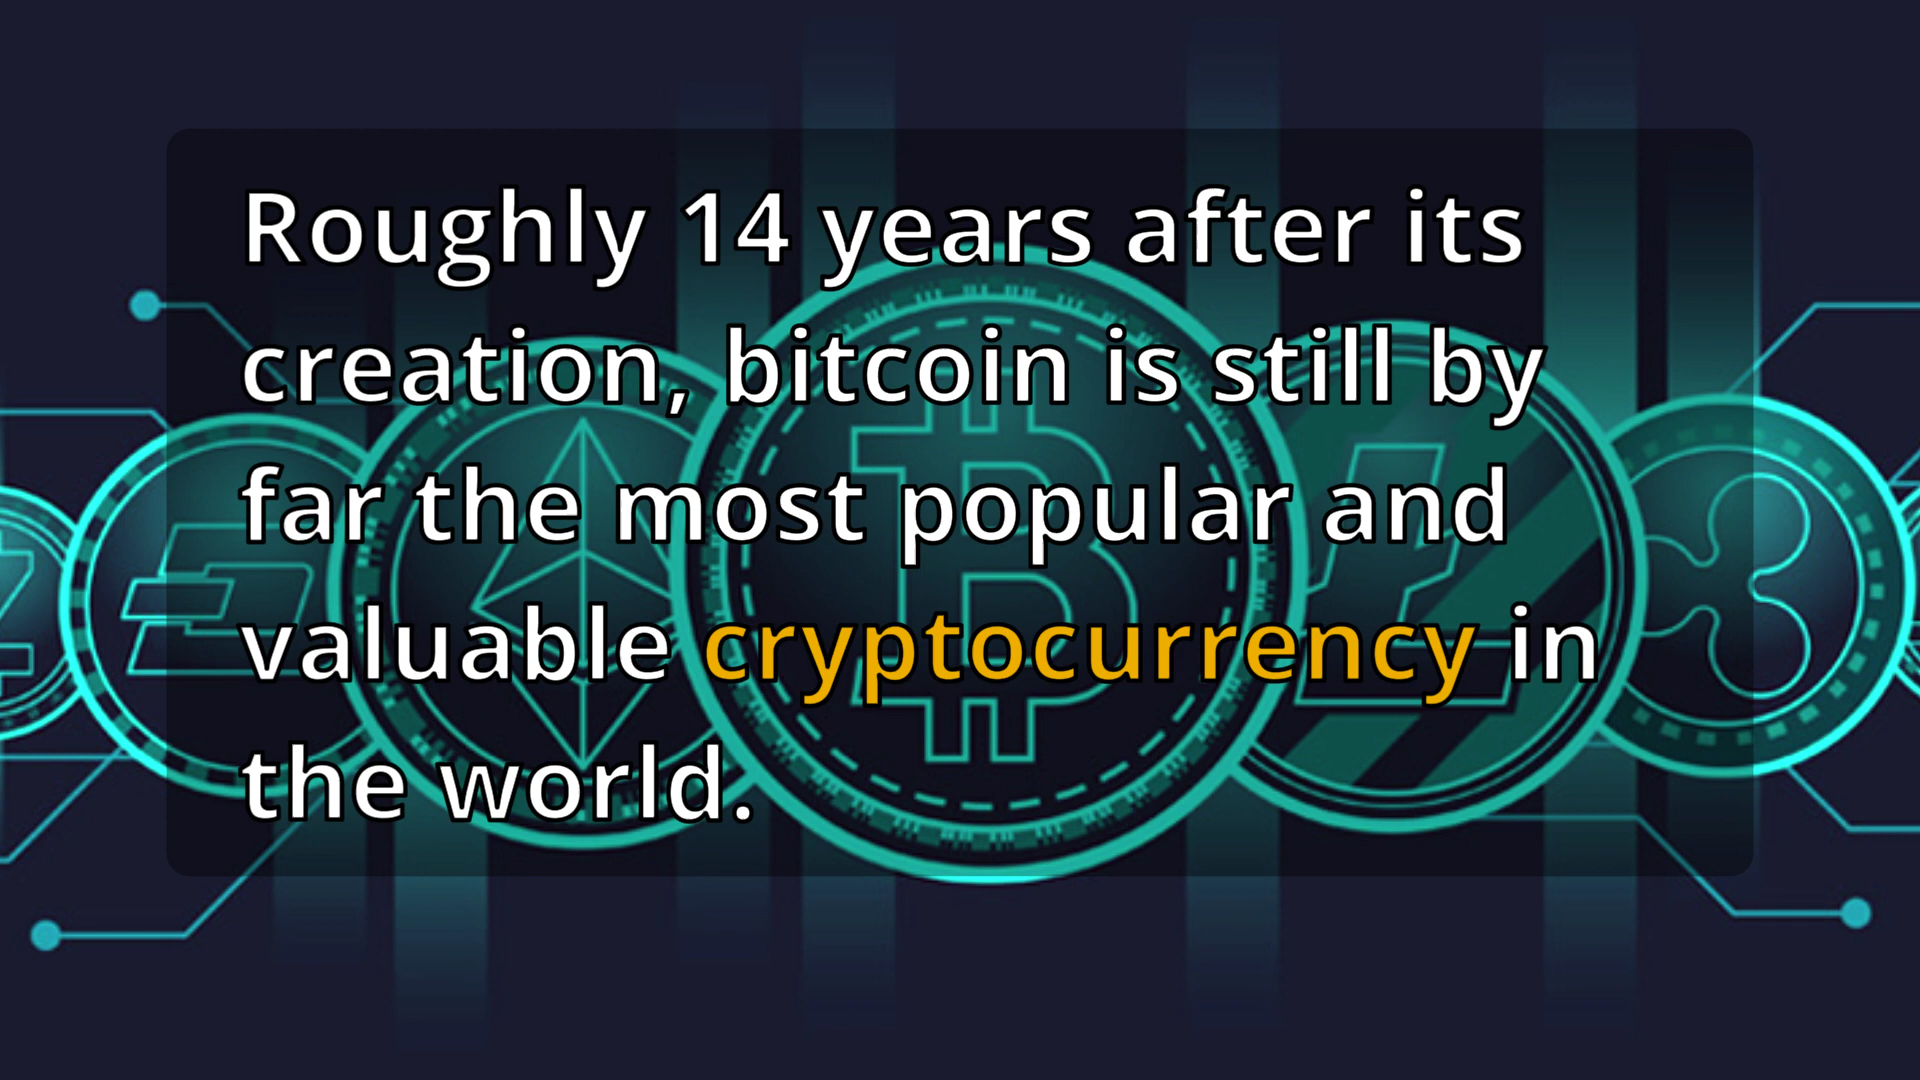 Roughly 14 years after its
creation, bitcoin is still by
far the most popular and
valuable cryptocurrency in
the world.